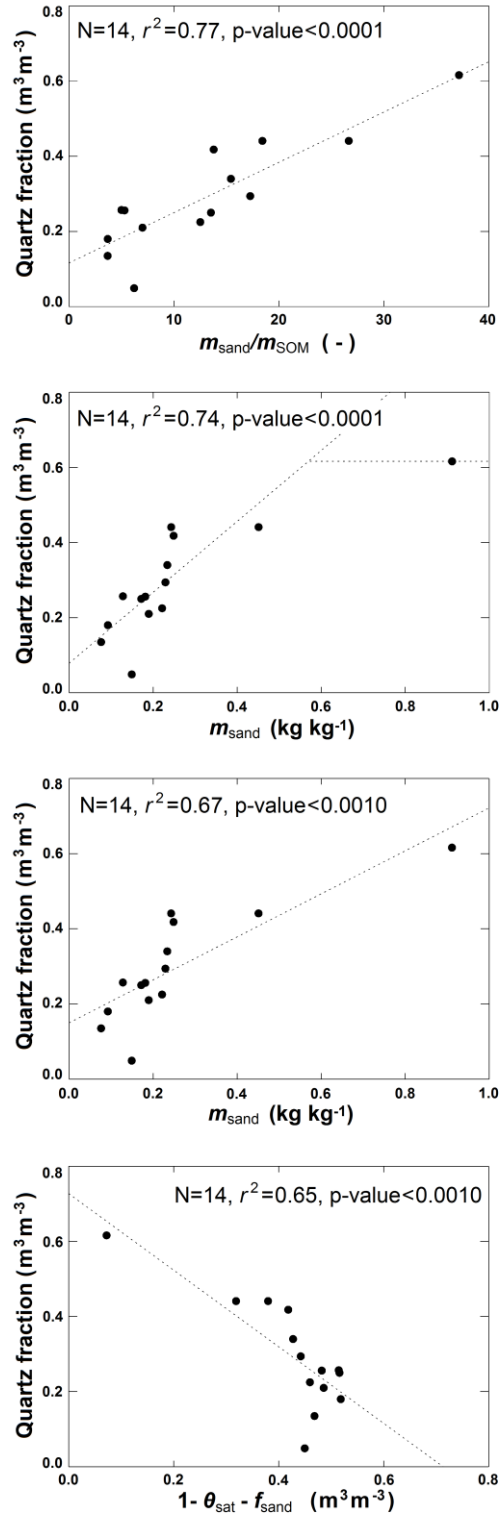 N=14, r²=0.77, p-value<0.0001
Quartz fraction (m³m⁻³)
0.8
0.6
0.4
0.2
0.0
0 10 20 30 40
m_sand/m_SOM (-)
N=14, r²=0.74, p-value<0.0001
Quartz fraction (m³m⁻³)
0.8
0.6
0.4
0.2
0.0
0.0 0.2 0.4 0.6 0.8 1.0
m_sand (kg kg⁻¹)
N=14, r²=0.67, p-value<0.0010
Quartz fraction (m³m⁻³)
0.8
0.6
0.4
0.2
0.0
0.0 0.2 0.4 0.6 0.8 1.0
m_sand (kg kg⁻¹)
N=14, r²=0.65, p-value<0.0010
Quartz fraction (m³m⁻³)
0.8
0.6
0.4
0.2
0.0
0.0 0.2 0.4 0.6 0.8
1- θ_sat - f_sand (m³m⁻³)